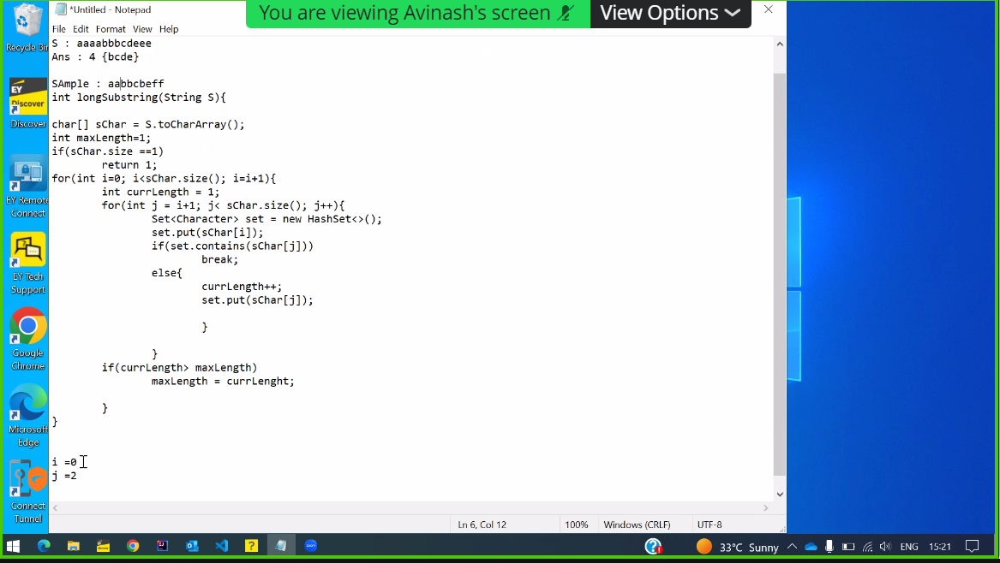 *Untitled - Notepad
You are viewing Avinash's screen
View Options
File Edit Format View Help
S : aaaabbbcdeee
Ans : 4 {bcde}
SAmple : aabbcbeff
int longSubstring(String S){
char[] sChar = S.toCharArray();
int maxLength=1;
if(sChar.size ==1)
return 1;
for(int i=0; i<sChar.size(); i=i+1){
int currLength = 1;
for(int j = i+1; j< sChar.size(); j++){
Set<Character> set = new HashSet<>();
set.put(sChar[i]);
if(set.contains(sChar[j]))
break;
else{
currLength++;
set.put(sChar[j]);
}
}
if(currLength> maxLength)
maxLength = currLenght;
}
}
i =0
j =2
Ln 6, Col 12
100%
Windows (CRLF)
UTF-8
Recycle Bin
EY
Discover
Discover
EY Remote
Connect
EY Tech
Support
Google
Chrome
Microsoft
Edge
Connect
Tunnel
33°C Sunny
ENG
15:21